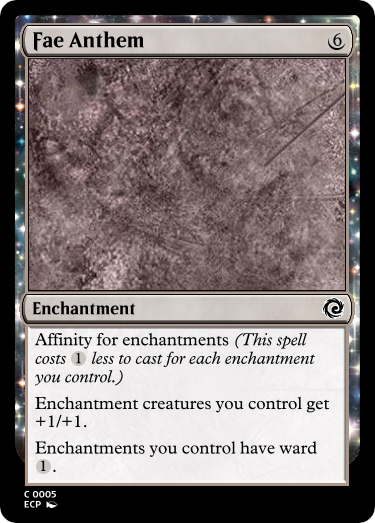 Fae Anthem 6
Enchantment
Affinity for enchantments (This spell
costs 1 less to cast for each enchantment
you control.)
Enchantment creatures you control get
+1/+1.
Enchantments you control have ward
1.
C 0005
ECP